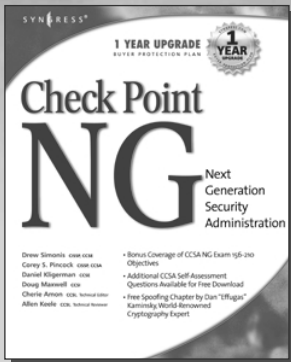 SYNGRESS®
1 YEAR UPGRADE
BUYER PROTECTION PLAN
1
YEAR
UPGRADE
Check Point
NG
Next
Generation
Security
Administration
Drew Simonis CISSP, CCSE
Corey S. Pincock CISSP, CCSA
Daniel Kligerman CCSE
Doug Maxwell CCSI
Cherie Amon CCSI, Technical Editor
Allen Keele CCSI, Technical Reviewer
• Bonus Coverage of CCSA NG Exam 156-210
Objectives
• Additional CCSA Self-Assessment
Questions Available for Free Download
• Free Spoofing Chapter by Dan "Effugas"
Kaminsky, World-Renowned
Cryptography Expert